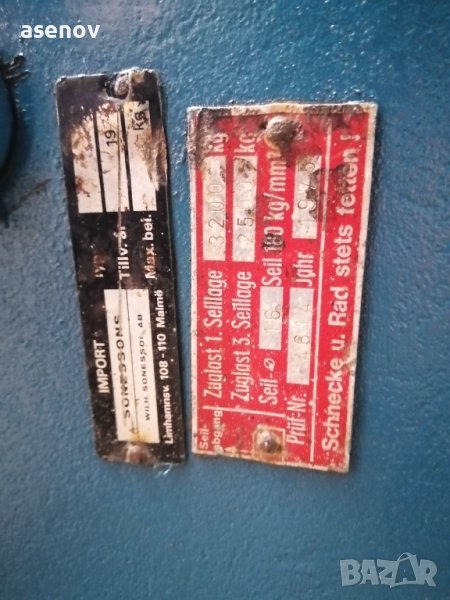 asenov
IMPORT
SONESSONS
WILH. SONESSON AB
Limhamnsv. 108 - 110 Malmö
Tillv. år 19
Max. bel. kg
Seil-abgang
Zuglast 1. Seillage 3200 kg
Zuglast 3. Seillage kg
Seil-ø 16 Seil 180 kg/mm²
Prüf-Nr. Jahr 1975
Schnecke u. Rad stets fetten!
BAZAR